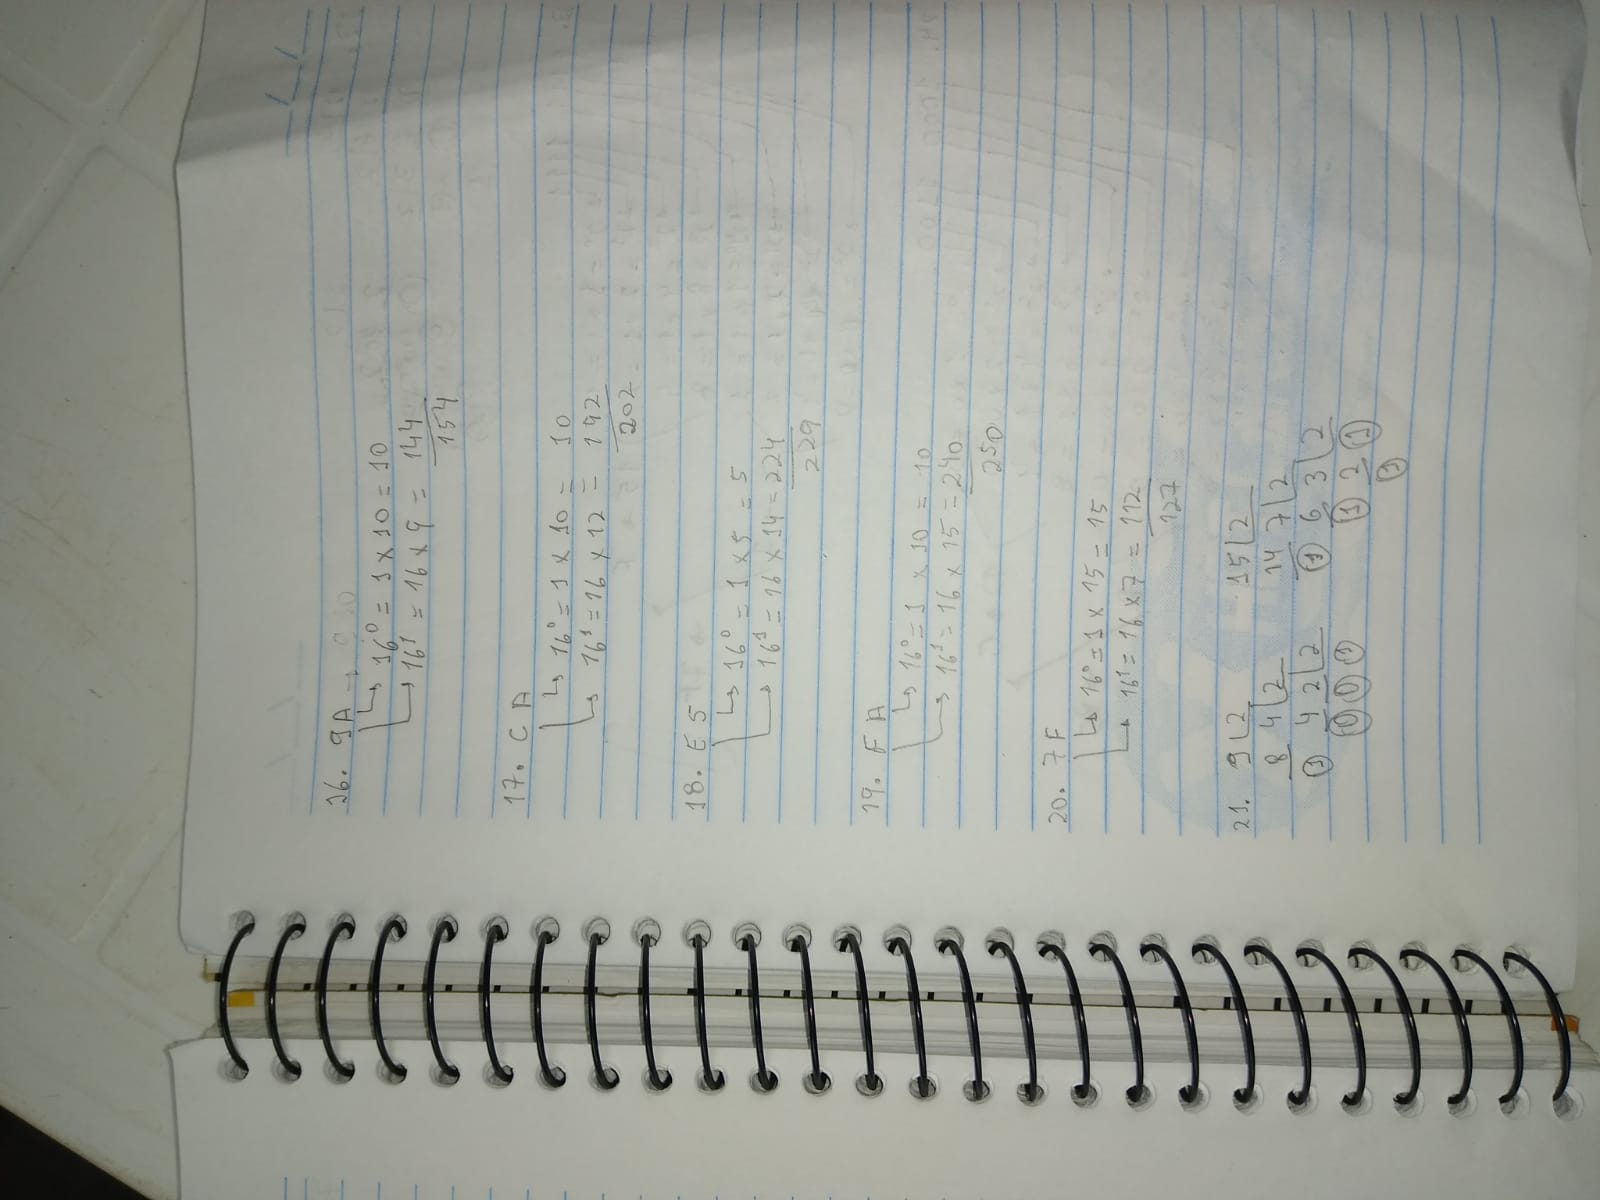 16. 9A →
↳ 16⁰ = 1 x 10 = 10
→ 16¹ = 16 x 9 = 144
154
17. C A
↳ 16⁰ = 1 x 10 = 10
↳ 16¹ = 16 x 12 = 192
202
18. E 5
↳ 16⁰ = 1 x 5 = 5
→ 16¹ = 16 x 14 = 224
229
19. F A
↳ 16⁰ = 1 x 10 = 10
→ 16¹ = 16 x 15 = 240
250
20. 7F
↳ 16⁰ = 1 x 15 = 15
→ 16¹ = 16 x 7 = 112
127
21. 9 2 15 2
8 4 2 14 7 2
1 4 2 2 1 6 3 2
0 0 1 1 2 1
1